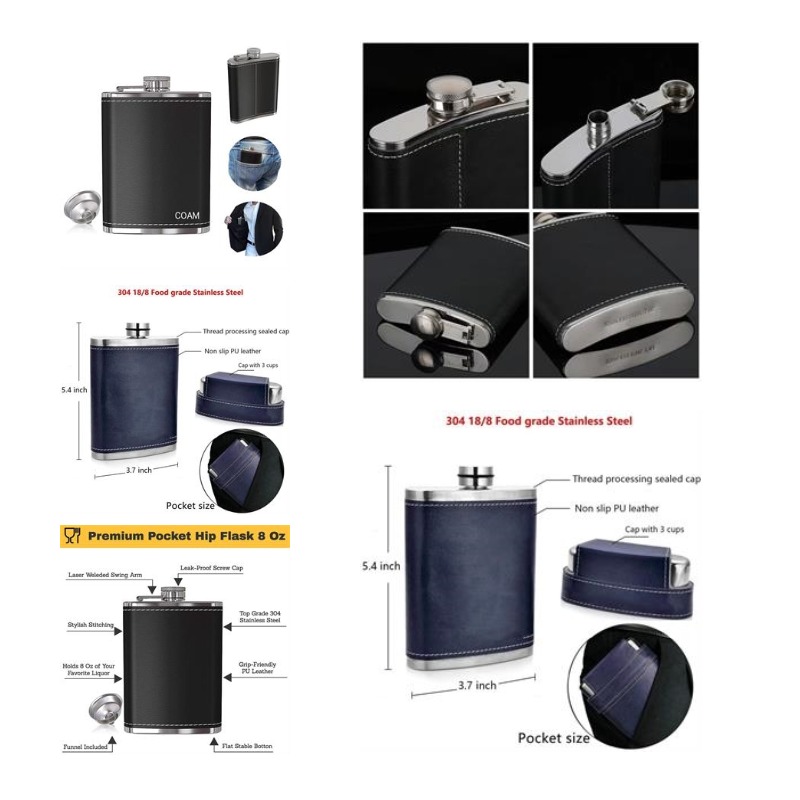 COAM
304 18/8 Food grade Stainless Steel
Thread processing sealed cap
Non slip PU leather
Cap with 3 cups
5.4 inch
3.7 inch
Pocket size
Premium Pocket Hip Flask 8 Oz
Leak-Proof Screw Cap
Laser Weleded Swing Arm
Stylish Stitching
Top Grade 304
Stainless Steel
Holds 8 Oz of Your
Favorite Liquor
Grip-Friendly
PU Leather
Funnel Included
Flat Stable Botton
304 18/8 Food grade Stainless Steel
Thread processing sealed cap
Non slip PU leather
Cap with 3 cups
5.4 inch
3.7 inch
Pocket size